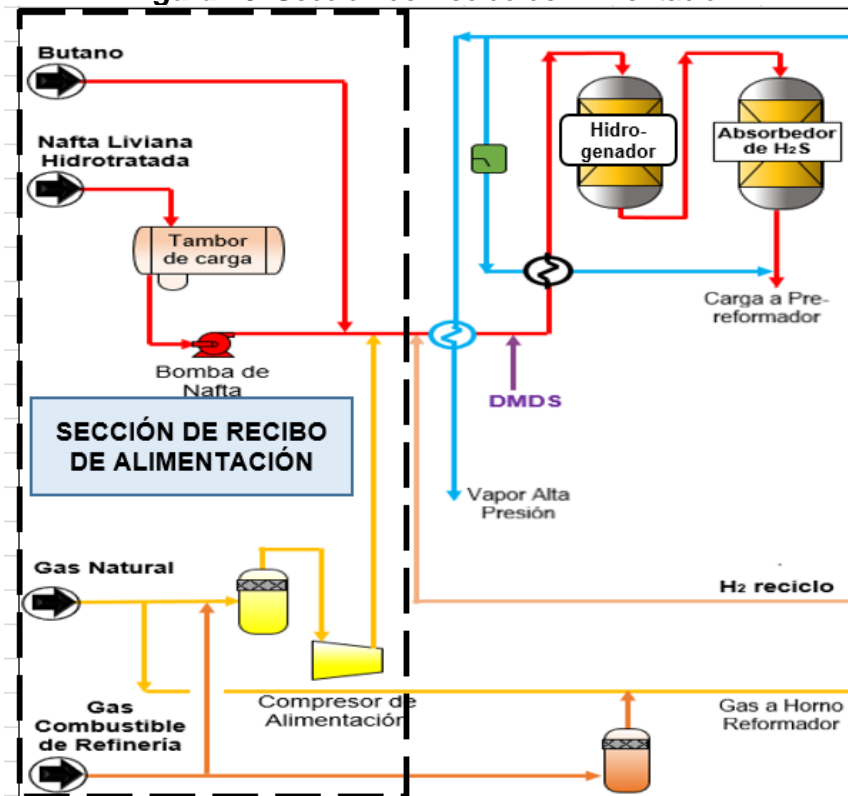 Butano
Nafta Liviana
Hidrotratada
Tambor
de carga
Bomba de
Nafta
SECCIÓN DE RECIBO
DE ALIMENTACIÓN
Gas Natural
Compresor de
Alimentación
Gas
Combustible
de Refinería
Hidro-
genador
Absorbedor
de H2S
Carga a Pre-
reformador
DMDS
Vapor Alta
Presión
H2 reciclo
Gas a Horno
Reformador